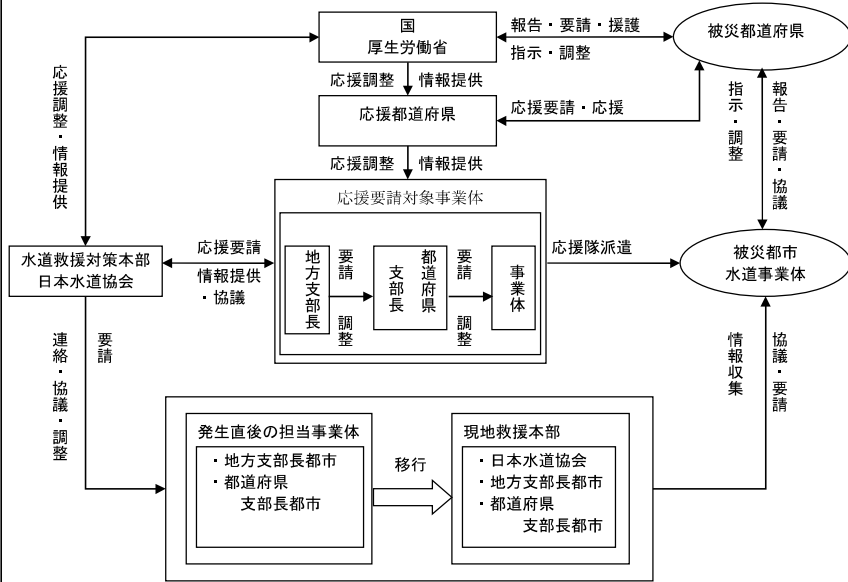 国
厚生労働省
報告・要請・援護
指示・調整
被災都道府県
応援調整・情報提供
応援調整 情報提供
応援都道府県
応援要請・応援
指示・調整
報告・要請・協議
応援調整 情報提供
応援要請対象事業体
水道救援対策本部
日本水道協会
応援要請
情報提供
・協議
地方支部長
要請
調整
都道府県
支部長
要請
調整
事業体
応援隊派遣
被災都市
水道事業体
連絡・協議・調整
要請
情報収集
協議・要請
発生直後の担当事業体
・地方支部長都市
・都道府県
支部長都市
移行
現地救援本部
・日本水道協会
・地方支部長都市
・都道府県
支部長都市